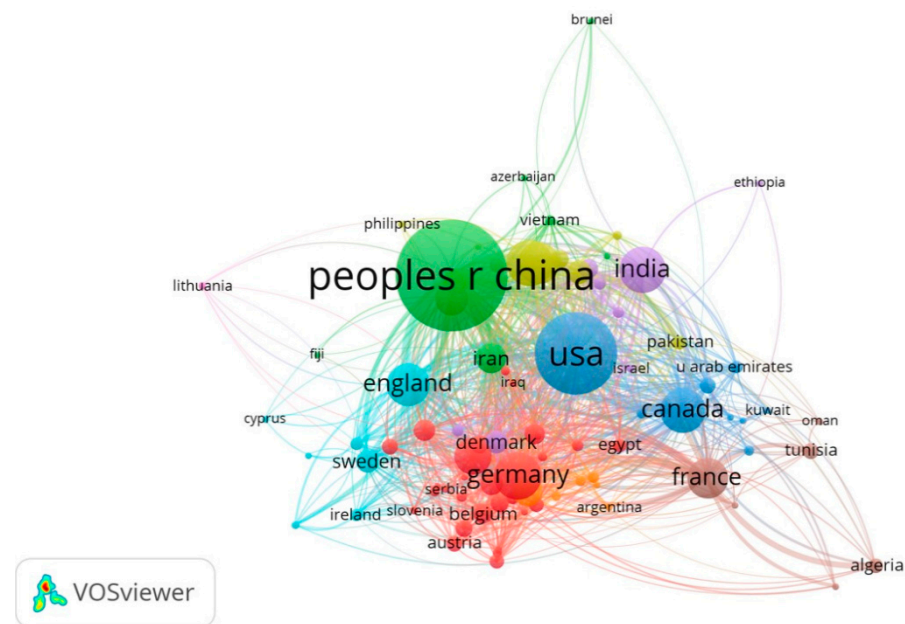 brunei
azerbaijan
ethiopia
philippines
vietnam
peoples r china
india
lithuania
usa
pakistan
fiji
iran
israel
u arab emirates
iraq
england
canada
kuwait
cyprus
oman
denmark
egypt
tunisia
sweden
germany
france
serbia
slovenia
argentina
ireland
belgium
austria
algeria
VOSviewer